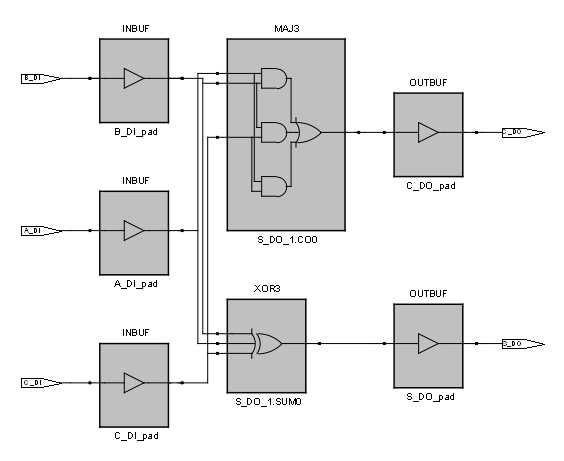 INBUF
MAJ3
B_DI
B_DI_pad
OUTBUF
C_DO_pad
INBUF
A_DI
A_DI_pad
S_DO_1.CO0
XOR3
OUTBUF
INBUF
S_DO
C_DI
S_DO_pad
S_DO_1.SUM0
C_DI_pad